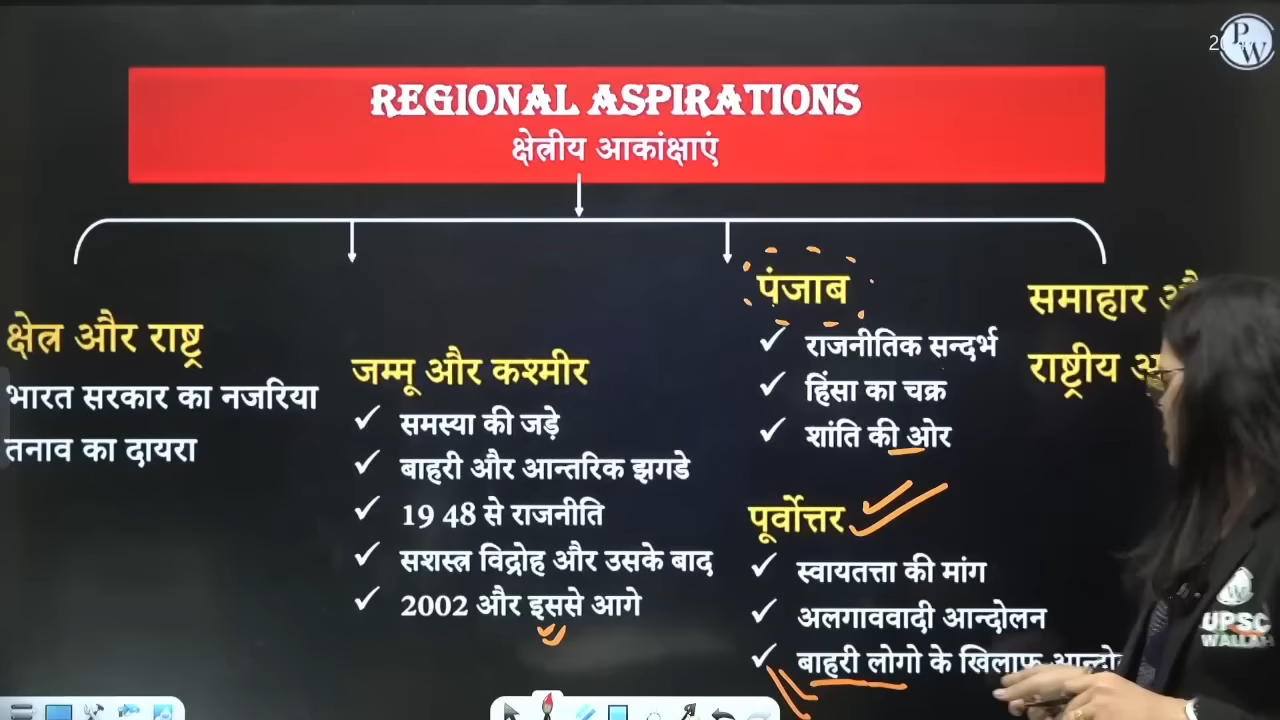 PW
REGIONAL ASPIRATIONS
क्षेत्रीय आकांक्षाएं
क्षेत्र और राष्ट्र
भारत सरकार का नजरिया
तनाव का दायरा
जम्मू और कश्मीर
समस्या की जड़े
बाहरी और आन्तरिक झगडे
19 48 से राजनीति
सशस्त्र विद्रोह और उसके बाद
2002 और इससे आगे
पंजाब
राजनीतिक सन्दर्भ
हिंसा का चक्र
शांति की ओर
पूर्वोत्तर
स्वायतत्ता की मांग
अलगाववादी आन्दोलन
बाहरी लोगो के खिलाफ
समाहार
राष्ट्रीय
UPSC
WALLAH